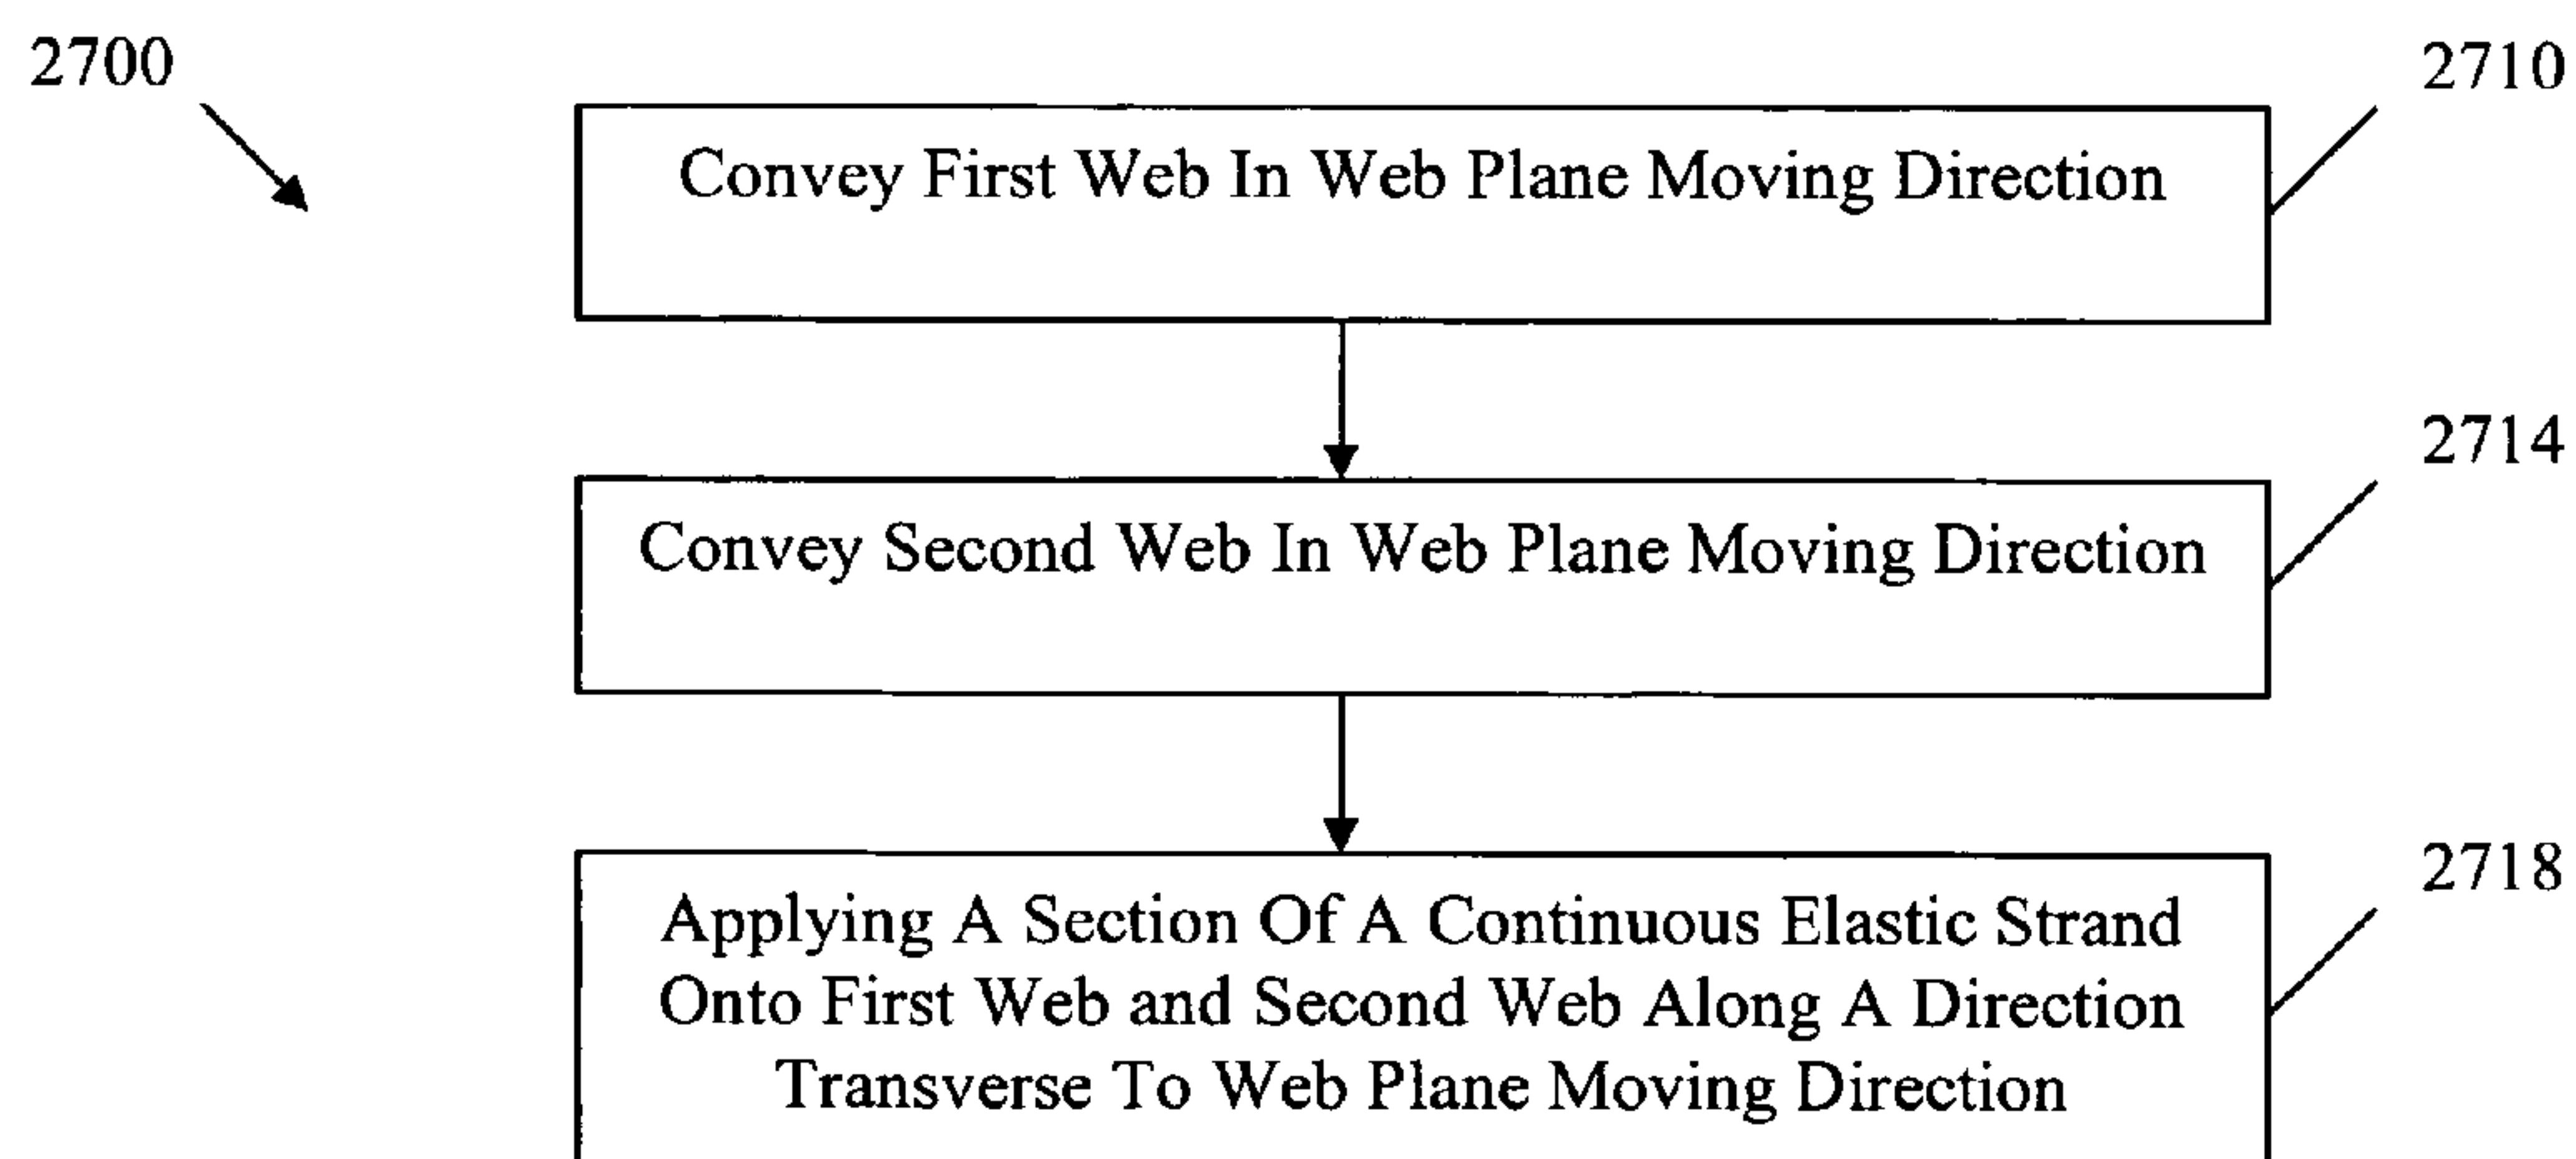 2700
2710
Convey First Web In Web Plane Moving Direction
2714
Convey Second Web In Web Plane Moving Direction
2718
Applying A Section Of A Continuous Elastic Strand
Onto First Web and Second Web Along A Direction
Transverse To Web Plane Moving Direction